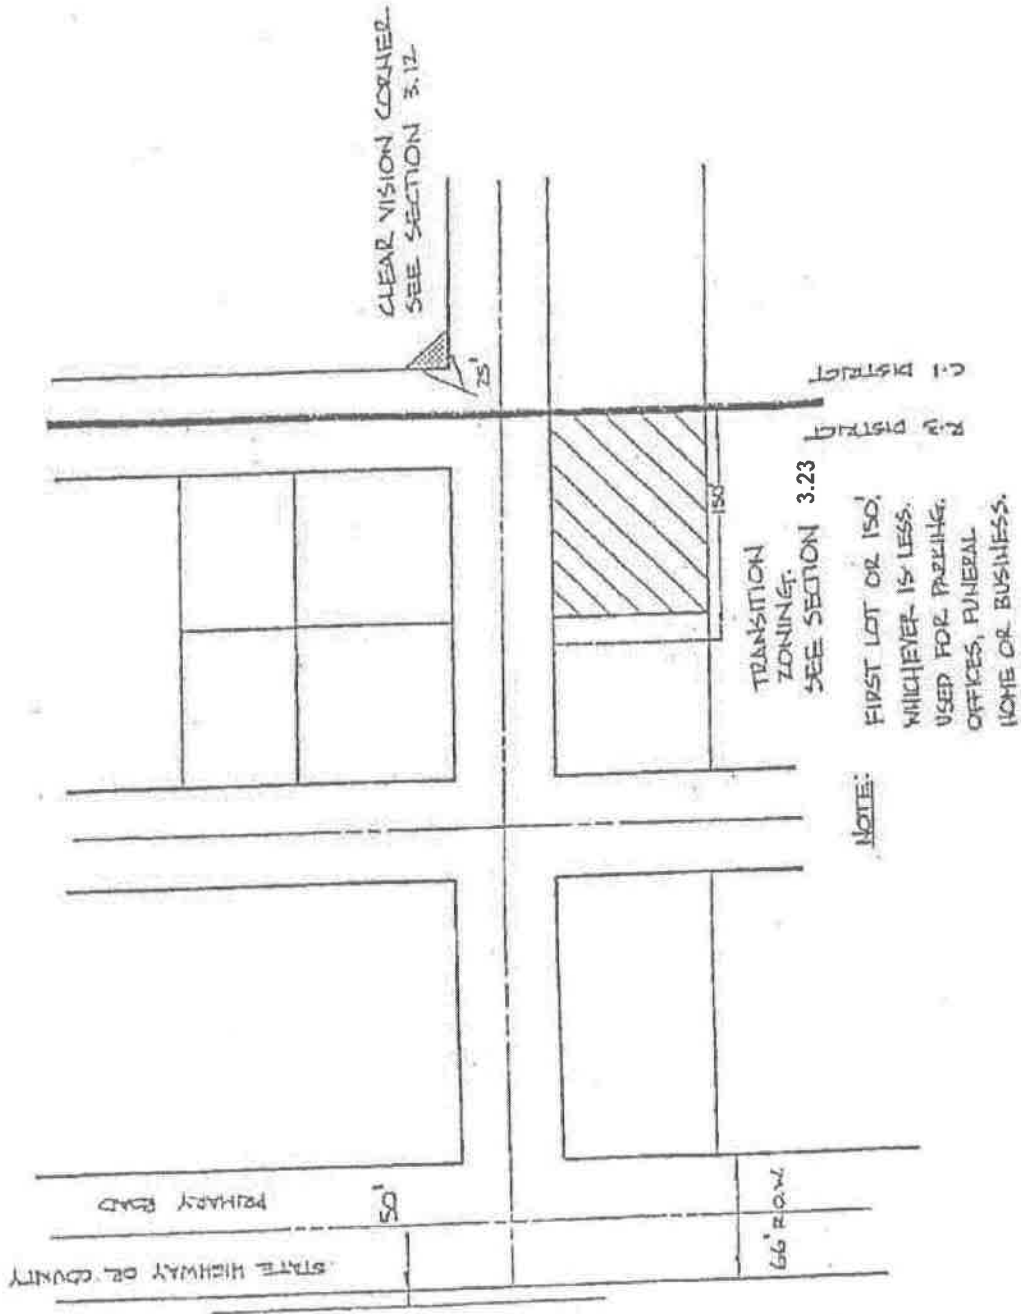 CLEAR VISION CORNER
SEE SECTION 3.12
25'
C-1 DISTRICT
R-3 DISTRICT
150'
TRANSITION
ZONING.
SEE SECTION 3.23
NOTE:
FIRST LOT OR 150',
WHICHEVER IS LESS.
USED FOR PARKING,
OFFICES, FUNERAL
HOME OR BUSINESS.
50'
66' R.O.W.
STATE HIGHWAY OR COUNTY
PRIMARY ROAD